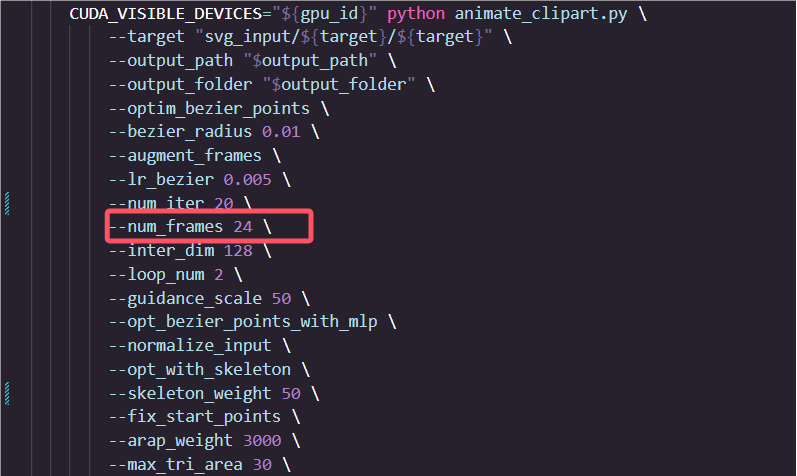 CUDA_VISIBLE_DEVICES="${gpu_id}" python animate_clipart.py \
--target "svg_input/${target}/${target}" \
--output_path "$output_path" \
--output_folder "$output_folder" \
--optim_bezier_points \
--bezier_radius 0.01 \
--augment_frames \
--lr_bezier 0.005 \
--num_iter 20 \
--num_frames 24 \
--inter_dim 128 \
--loop_num 2 \
--guidance_scale 50 \
--opt_bezier_points_with_mlp \
--normalize_input \
--opt_with_skeleton \
--skeleton_weight 50 \
--fix_start_points \
--arap_weight 3000 \
--max_tri_area 30 \